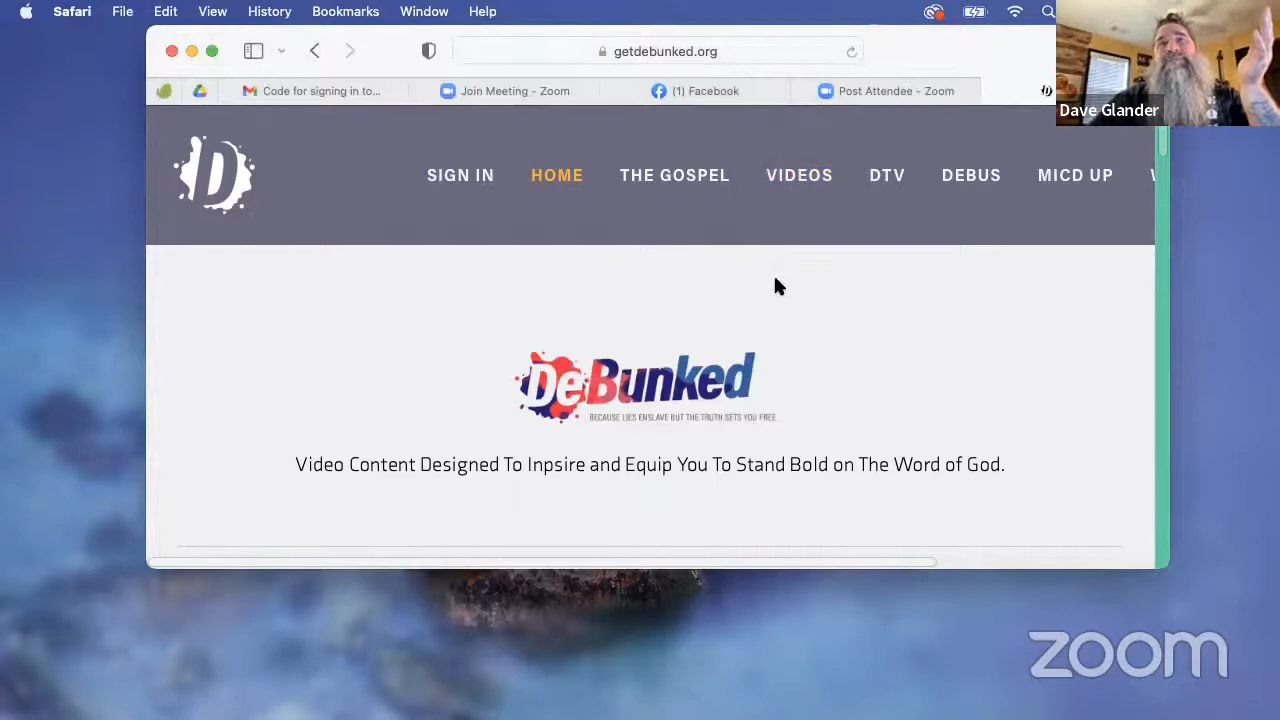 Safari File Edit View History Bookmarks Window Help
getdebunked.org
Code for signing in to... Join Meeting - Zoom (1) Facebook Post Attendee - Zoom
Dave Glander
D
SIGN IN HOME THE GOSPEL VIDEOS DTV DEBUS MICD UP
DeBunked
BECAUSE LIES ENSLAVE BUT THE TRUTH SETS YOU FREE.
Video Content Designed To Inpsire and Equip You To Stand Bold on The Word of God.
zoom